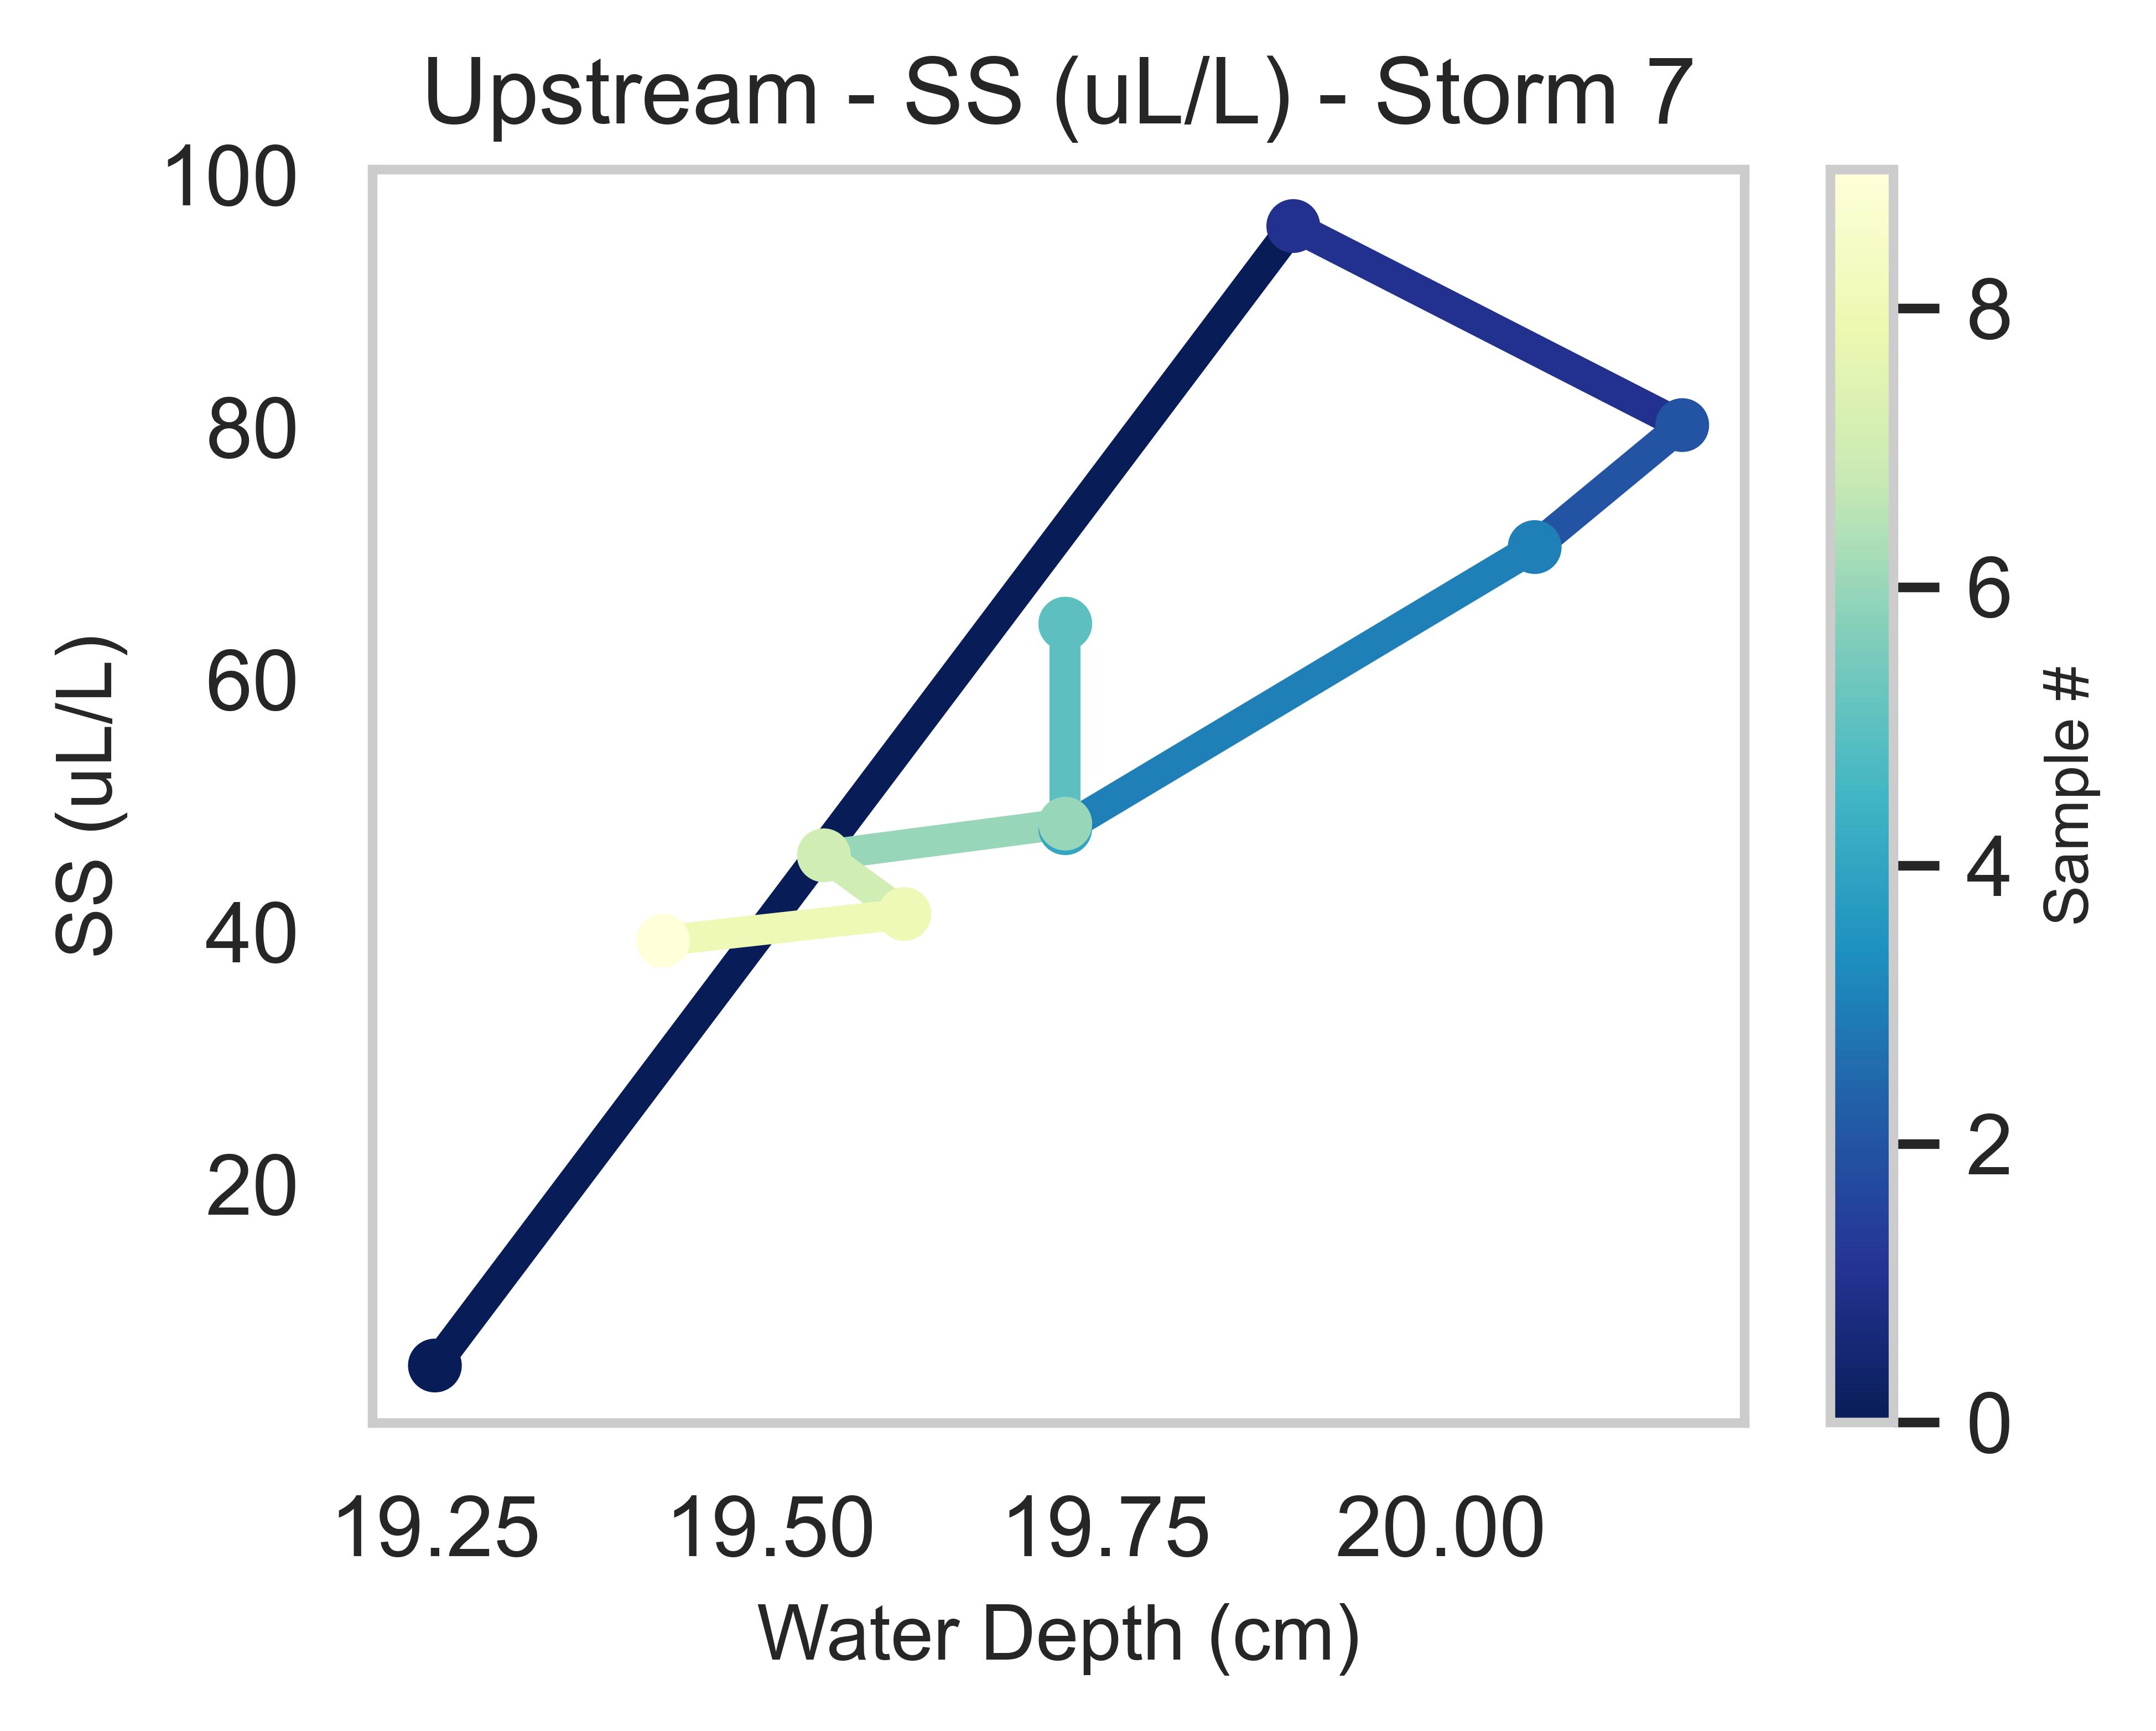 Upstream - SS (uL/L) - Storm 7
100
80
60
40
20
SS (uL/L)
19.25 19.50 19.75 20.00
Water Depth (cm)
8
6
4
2
0
Sample #